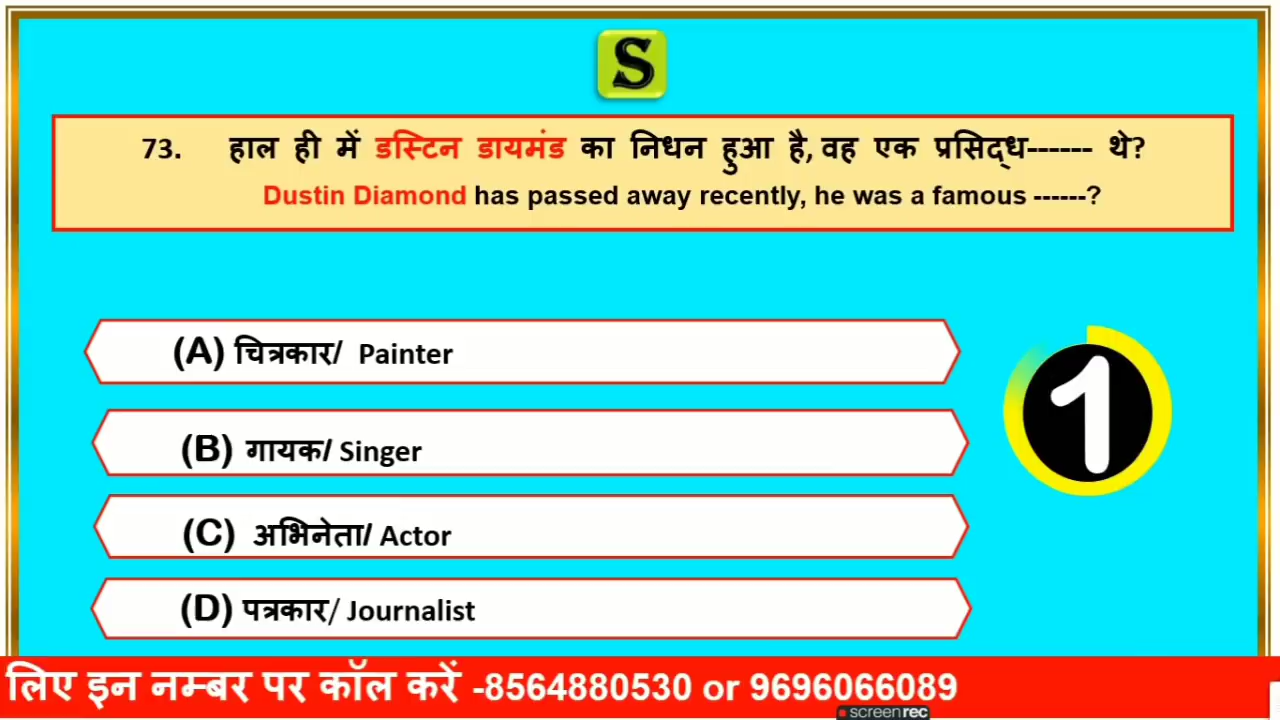 S
73. हाल ही में डस्टिन डायमंड का निधन हुआ है, वह एक प्रसिद्ध------ थे?
Dustin Diamond has passed away recently, he was a famous ------?
(A) चित्रकार/ Painter
(B) गायक/ Singer
(C) अभिनेता/ Actor
(D) पत्रकार/ Journalist
1
लिए इन नम्बर पर कॉल करें -8564880530 or 9696066089
screenrec